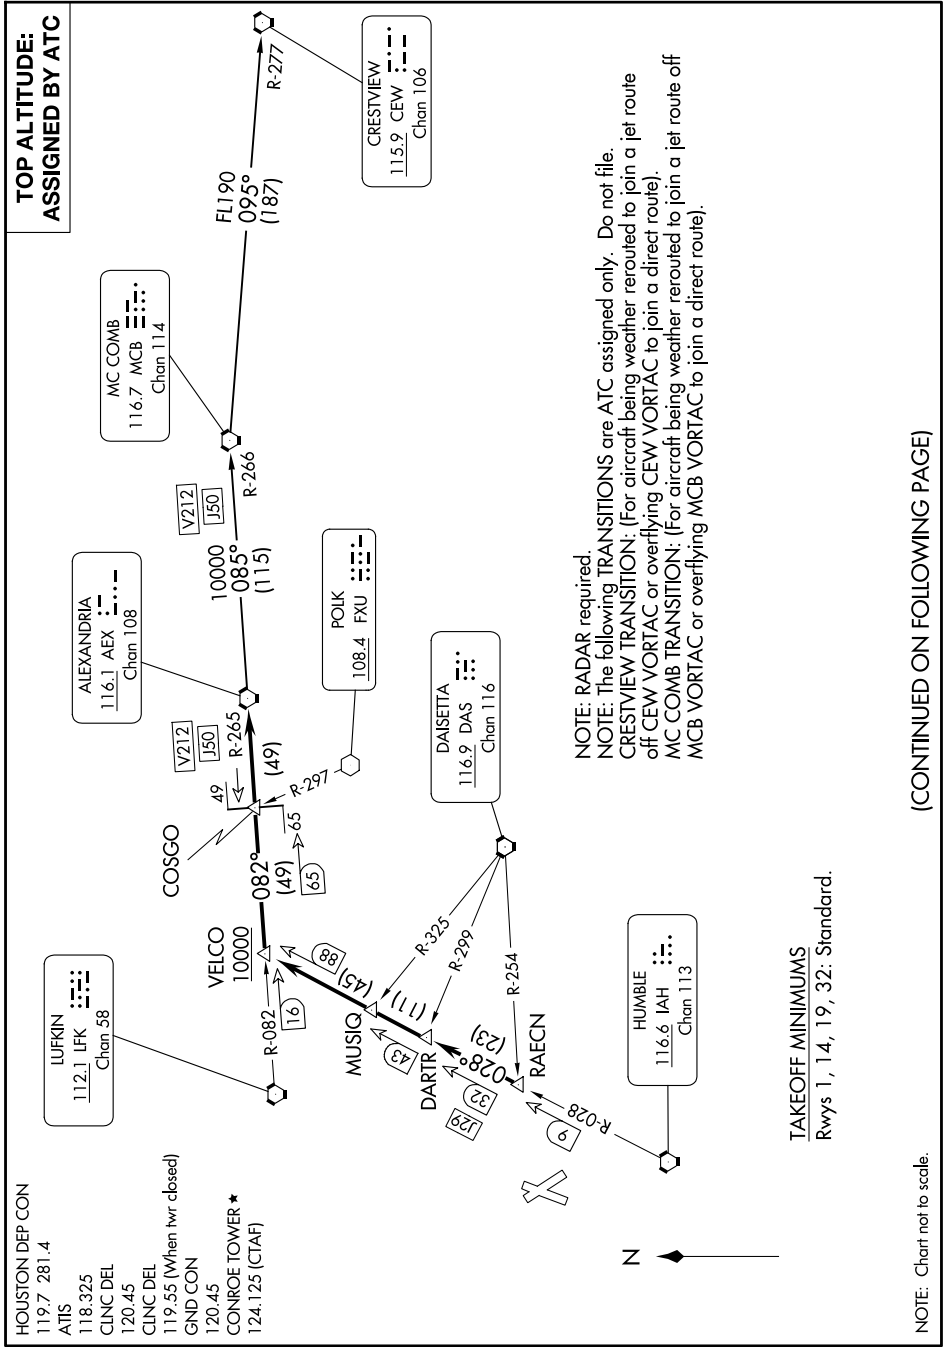 TOP ALTITUDE:
ASSIGNED BY ATC
HOUSTON DEP CON
119.7 281.4
ATIS
118.325
CLNC DEL
120.45
CLNC DEL
119.55 (When twr closed)
GND CON
120.45
CONROE TOWER ★
124.125 (CTAF)
LUFKIN
112.1 LFK
Chan 58
ALEXANDRIA
116.1 AEX
Chan 108
MC COMB
116.7 MCB
Chan 114
CRESTVIEW
115.9 CEW
Chan 106
POLK
108.4 FXU
DAISETTA
116.9 DAS
Chan 116
HUMBLE
116.6 IAH
Chan 113
R-028
9
RAECN
R-254
028°
(23)
J29
32
DARTR
R-299
(11)
43
MUSIQ
R-325
(45)
88
VELCO
10000
R-082
16
082°
(49)
65
65
COSGO
49
R-297
R-265
(49)
V212
J50
10000
085°
(115)
V212
J50
R-266
FL190
095°
(187)
R-277
N
NOTE: RADAR required.
NOTE: The following TRANSITIONS are ATC assigned only. Do not file.
CRESTVIEW TRANSITION: (For aircraft being weather rerouted to join a jet route
off CEW VORTAC or overflying CEW VORTAC to join a direct route).
MC COMB TRANSITION: (For aircraft being weather rerouted to join a jet route off
MCB VORTAC or overflying MCB VORTAC to join a direct route).
TAKEOFF MINIMUMS
Rwys 1, 14, 19, 32: Standard.
(CONTINUED ON FOLLOWING PAGE)
NOTE: Chart not to scale.